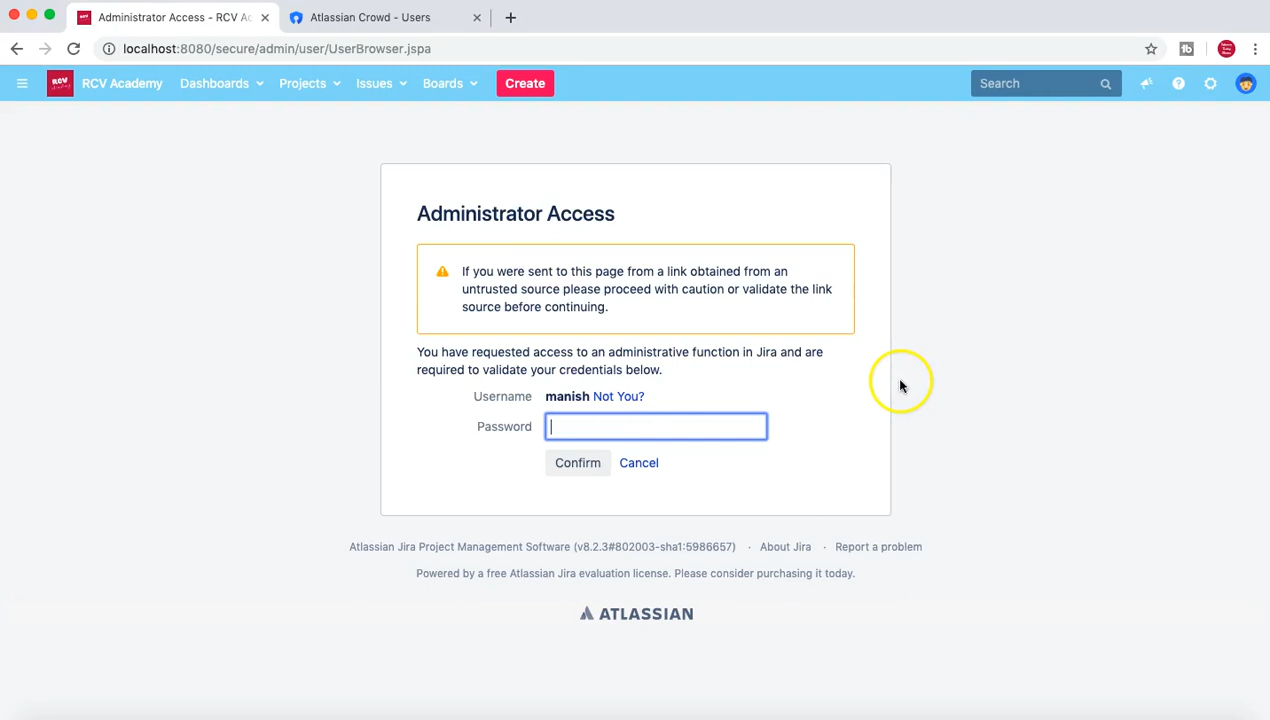 Administrator Access - RCV Ac
Atlassian Crowd - Users
localhost:8080/secure/admin/user/UserBrowser.jspa
RCV Academy Dashboards Projects Issues Boards Create Search
Administrator Access
If you were sent to this page from a link obtained from an
untrusted source please proceed with caution or validate the link
source before continuing.
You have requested access to an administrative function in Jira and are
required to validate your credentials below.
Username manish Not You?
Password
Confirm Cancel
Atlassian Jira Project Management Software (v8.2.3#802003-sha1:5986657) · About Jira · Report a problem
Powered by a free Atlassian Jira evaluation license. Please consider purchasing it today.
ATLASSIAN